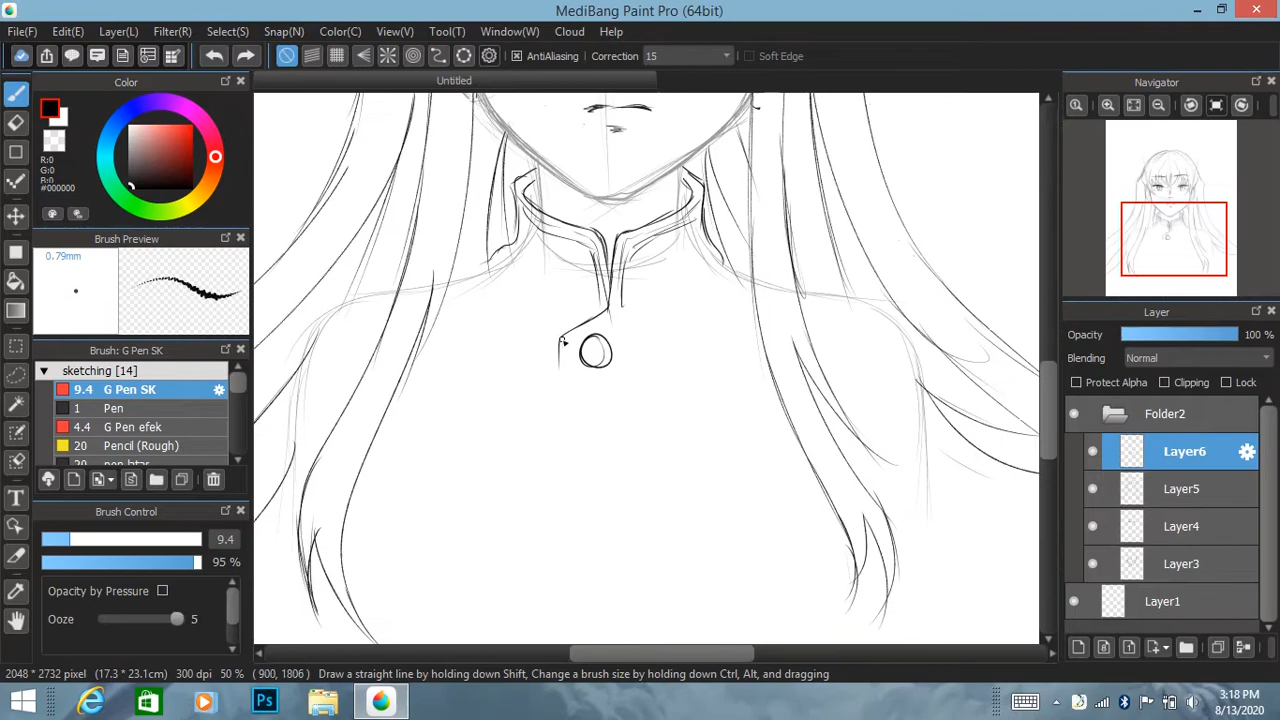 MediBang Paint Pro (64bit)
File(F) Edit(E) Layer(L) Filter(R) Select(S) Snap(N) Color(C) View(V) Tool(T) Window(W) Cloud Help
AntiAliasing Correction 15 Soft Edge
Untitled
Color
R:0
G:0
B:0
#000000
Brush Preview
0.79mm
Brush: G Pen SK
sketching [14]
9.4 G Pen SK
1 Pen
4.4 G Pen efek
20 Pencil (Rough)
Brush Control
9.4
95 %
Opacity by Pressure
Ooze 5
Navigator
Layer
Opacity 100 %
Blending Normal
Protect Alpha Clipping Lock
Folder2
Layer6
Layer5
Layer4
Layer3
Layer1
2048 * 2732 pixel (17.3 * 23.1cm) 300 dpi 50 % ( 900, 1806 ) Draw a straight line by holding down Shift, Change a brush size by holding down Ctrl, Alt, and dragging
Ps
3:18 PM
8/13/2020